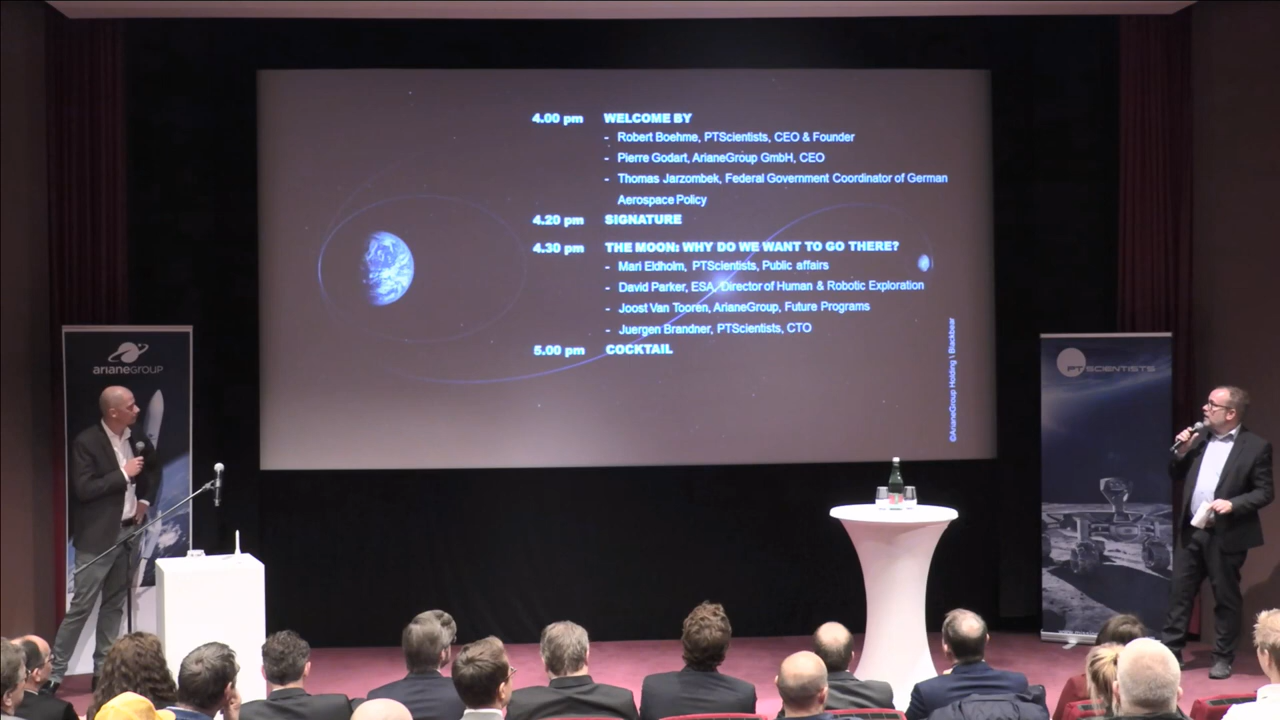 4.00 pm WELCOME BY
- Robert Boehme, PTScientists, CEO & Founder
- Pierre Godart, ArianeGroup GmbH, CEO
- Thomas Jarzombek, Federal Government Coordinator of German
Aerospace Policy
4.20 pm SIGNATURE
4.30 pm THE MOON: WHY DO WE WANT TO GO THERE?
- Mari Eldholm, PTScientists, Public affairs
- David Parker, ESA, Director of Human & Robotic Exploration
- Joost Van Tooren, ArianeGroup, Future Programs
- Juergen Brandner, PTScientists, CTO
5.00 pm COCKTAIL
©ArianeGroup Holding \ Blackbear
arianeGROUP
PTSCIENTISTS